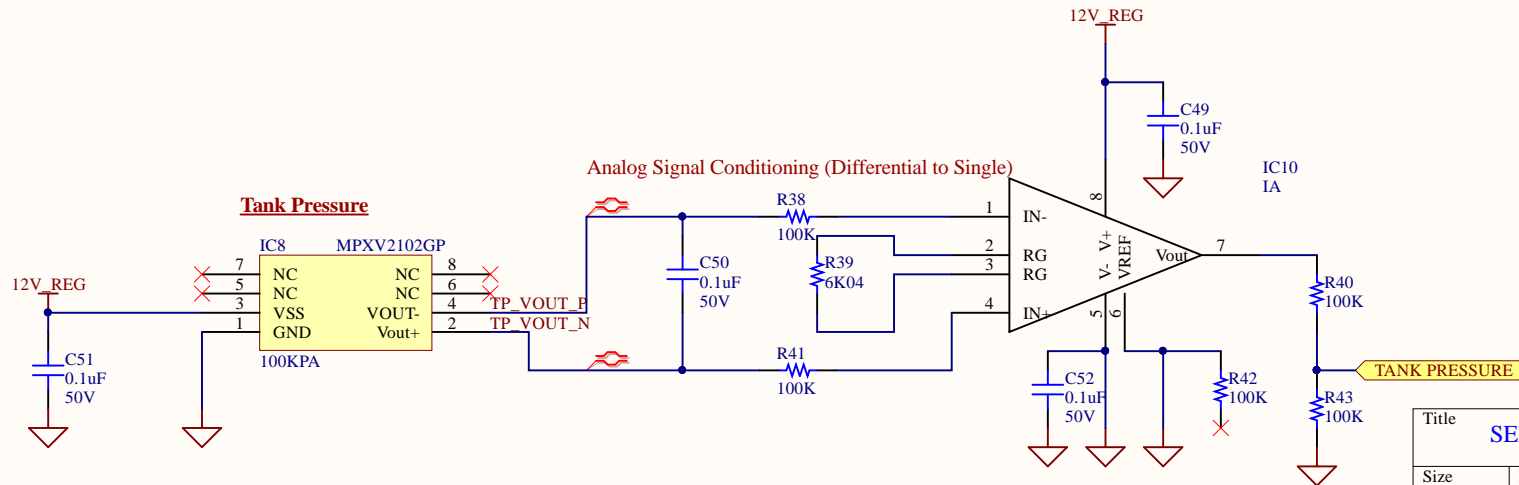 12V_REG
C49
0.1uF
50V
IC10
IA
Analog Signal Conditioning (Differential to Single)
Tank Pressure
IC8 MPXV2102GP
7 NC NC 8
5 NC NC 6
3 VSS VOUT- 4
1 GND Vout+ 2
100KPA
12V_REG
C51
0.1uF
50V
TP_VOUT_P
TP_VOUT_N
C50
0.1uF
50V
R38
100K
R39
6K04
R41
100K
1 IN-
2 RG
3 RG
4 IN+
8 V+
5 V-
6 VREF
Vout 7
C52
0.1uF
50V
R42
100K
R40
100K
TANK PRESSURE
R43
100K
Title
Size